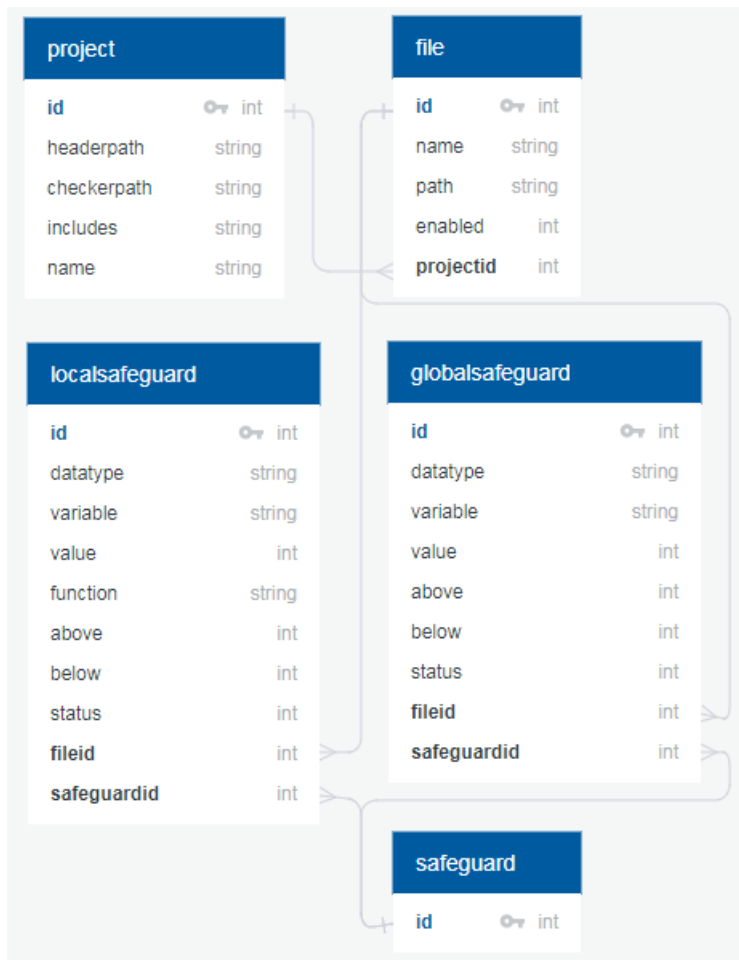 project
id int
headerpath string
checkerpath string
includes string
name string
file
id int
name string
path string
enabled int
projectid int
localsafeguard
id int
datatype string
variable string
value int
function string
above int
below int
status int
fileid int
safeguardid int
globalsafeguard
id int
datatype string
variable string
value int
above int
below int
status int
fileid int
safeguardid int
safeguard
id int